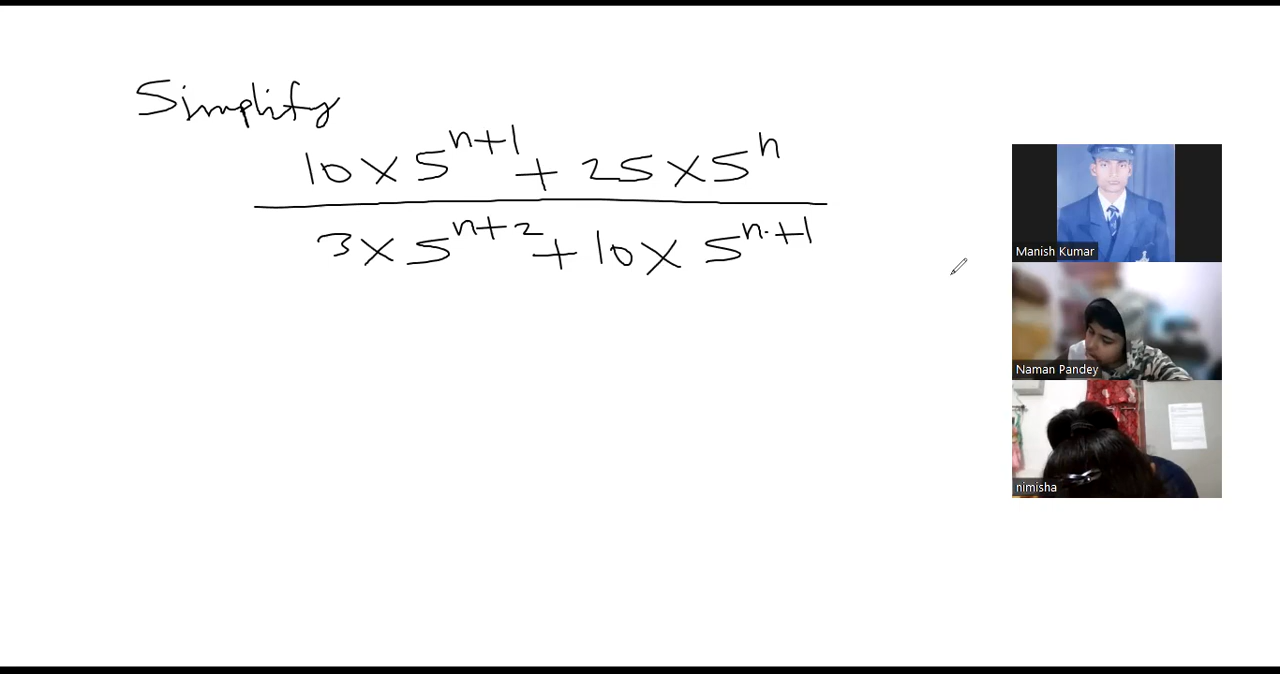 Simplify
10 × 5^{n+1} + 25 × 5^{n}
3 × 5^{n+2} + 10 × 5^{n+1}
Manish Kumar
Naman Pandey
nimisha